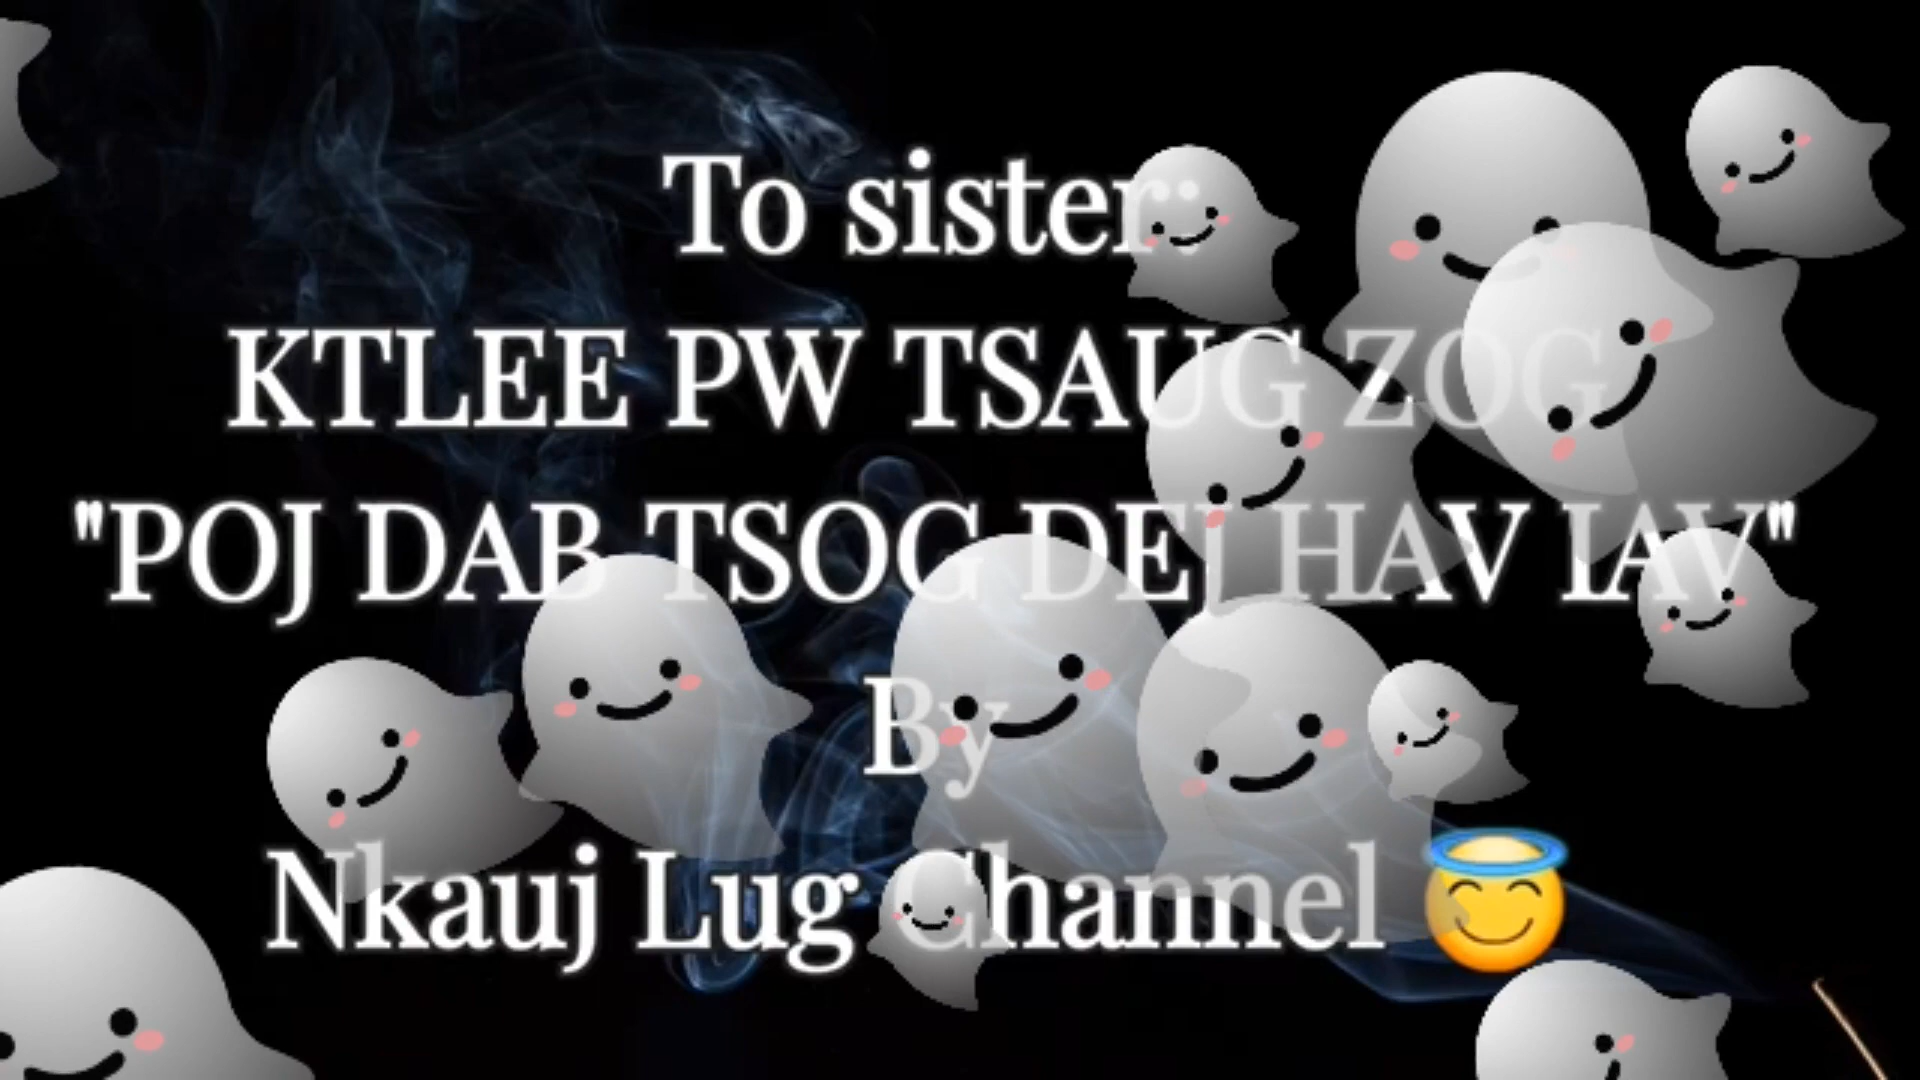 To sister:
KTLEE PW TSAUG ZOG
"POJ DAB TSOG DEJ HAV IAV"
By
Nkauj Lug Channel 😇